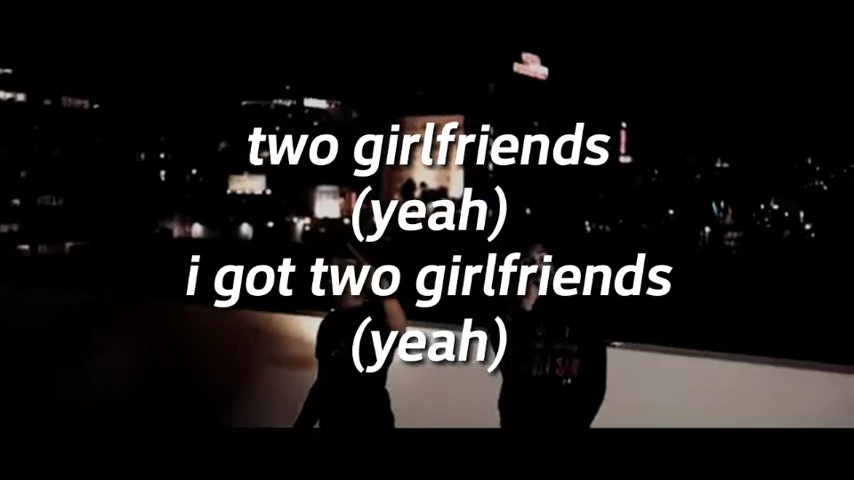 two girlfriends
(yeah)
i got two girlfriends
(yeah)